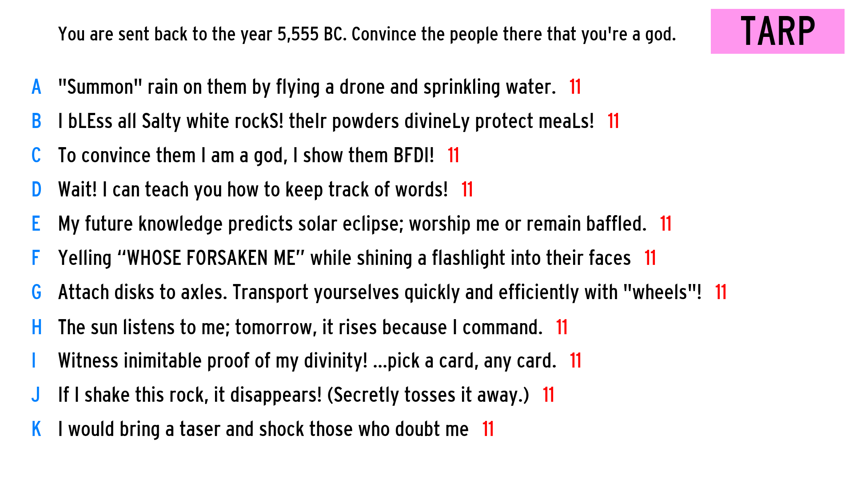 You are sent back to the year 5,555 BC. Convince the people there that you're a god.
TARP
A "Summon" rain on them by flying a drone and sprinkling water. 11
B I bLEss all Salty white rockS! theIr powders divineLy protect meaLs! 11
C To convince them I am a god, I show them BFDI! 11
D Wait! I can teach you how to keep track of words! 11
E My future knowledge predicts solar eclipse; worship me or remain baffled. 11
F Yelling “WHOSE FORSAKEN ME” while shining a flashlight into their faces 11
G Attach disks to axles. Transport yourselves quickly and efficiently with "wheels"! 11
H The sun listens to me; tomorrow, it rises because I command. 11
I Witness inimitable proof of my divinity! ...pick a card, any card. 11
J If I shake this rock, it disappears! (Secretly tosses it away.) 11
K I would bring a taser and shock those who doubt me 11